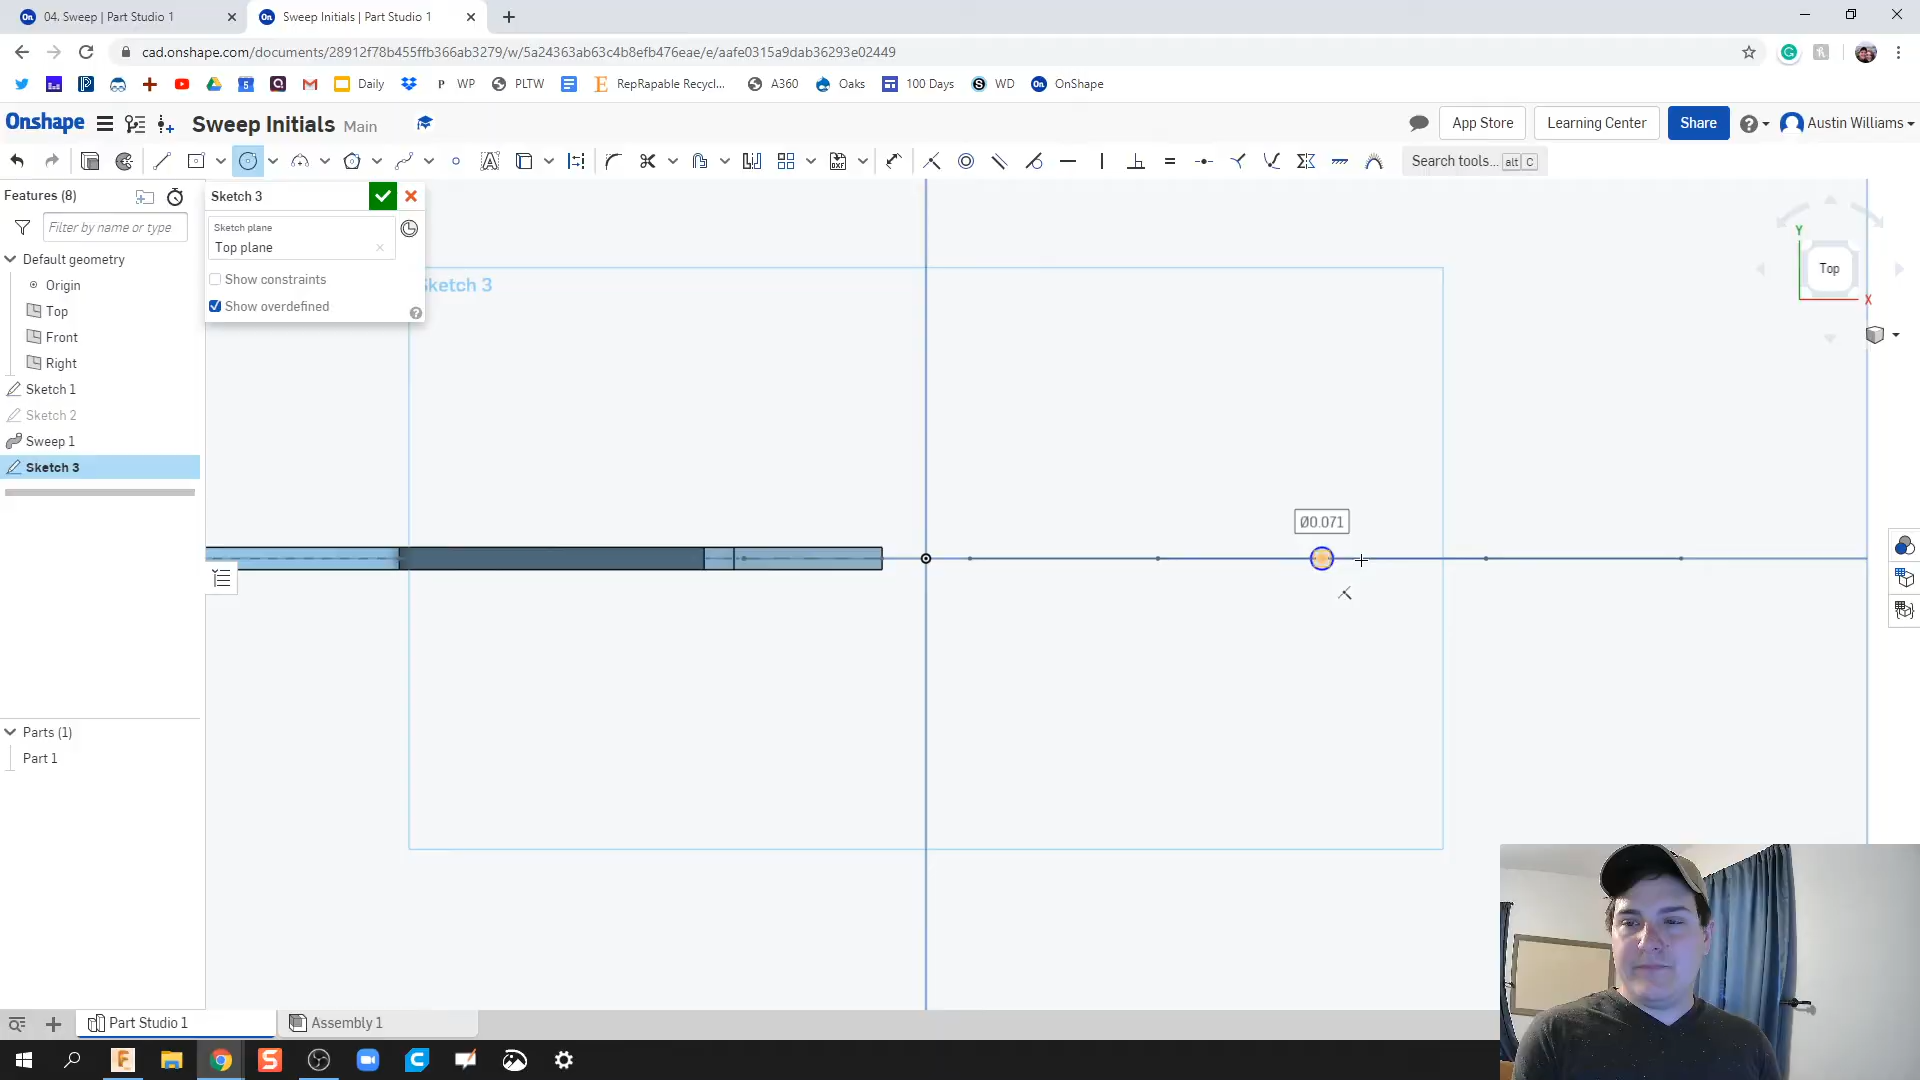 04. Sweep | Part Studio 1
Sweep Initials | Part Studio 1
cad.onshape.com/documents/28912f78b455ffb366ab3279/w/5a24363ab63c4b8efb476eae/e/aafe0315a9dab36293e02449
Daily
P WP
PLTW
RepRapable Recycl...
A360
Oaks
100 Days
WD
OnShape
Onshape
Sweep Initials Main
App Store
Learning Center
Share
Austin Williams
Search tools... alt C
Features (8)
Filter by name or type
Default geometry
Origin
Top
Front
Right
Sketch 1
Sketch 2
Sweep 1
Sketch 3
Sketch 3
Sketch plane
Top plane
Show constraints
Show overdefined
Sketch 3
Ø0.071
Y
Top
X
Parts (1)
Part 1
Part Studio 1
Assembly 1